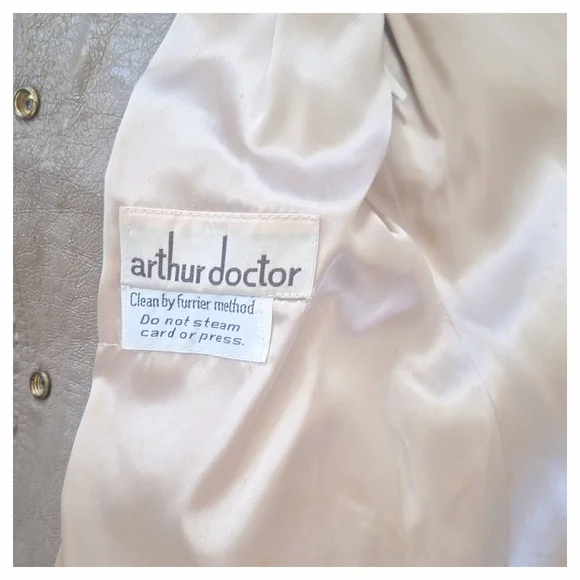 arthur doctor
Clean by furrier method
Do not steam
card or press.